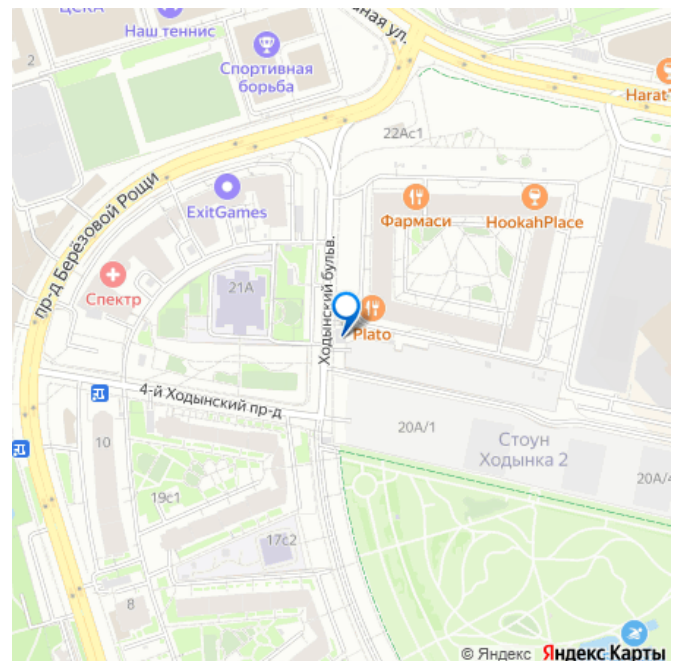 ЦСКА
Наш теннис
ная ул.
2
Спортивная
борьба
Harat'
22Ас1
пр-д Берёзовой Рощи
ExitGames
Фармаси
HookahPlace
Спектр
21А
Ходынский бульв.
Plato
4-й Ходынский пр-д
20А/1
Стоун
Ходынка 2
10
20А/4
19с1
17с2
8
© Яндекс Яндекс Карты